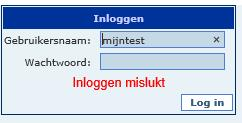 Inloggen
Gebruikersnaam: mijntest ×
Wachtwoord:
Inloggen mislukt
Log in